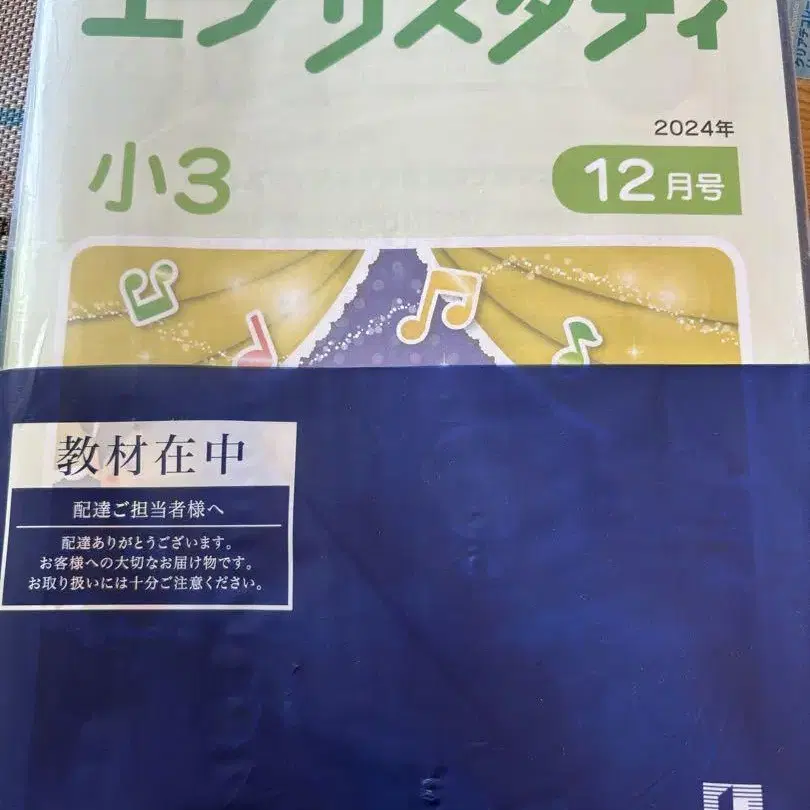 エブリスタディ
2024年
小3
12月号
教材在中
配達ご担当者様へ
配達ありがとうございます。
お客様への大切なお届け物です。
お取り扱いには十分ご注意ください。